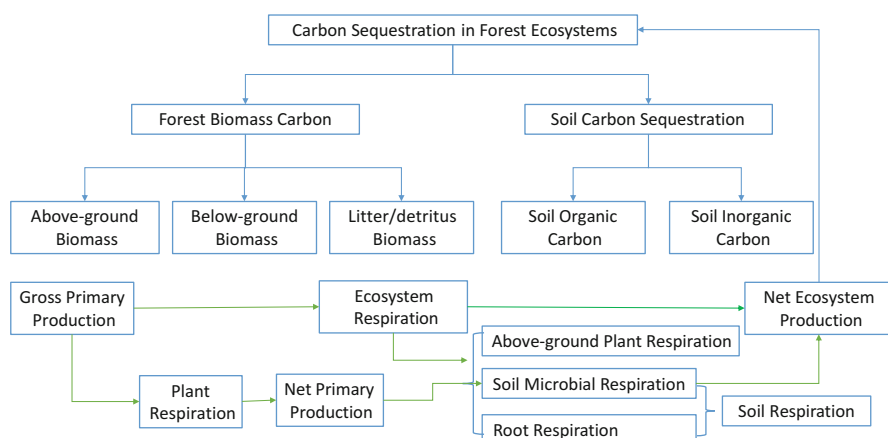 Carbon Sequestration in Forest Ecosystems
Forest Biomass Carbon
Soil Carbon Sequestration
Above-ground
Biomass
Below-ground
Biomass
Litter/detritus
Biomass
Soil Organic
Carbon
Soil Inorganic
Carbon
Gross Primary
Production
Ecosystem
Respiration
Net Ecosystem
Production
Above-ground Plant Respiration
Plant
Respiration
Net Primary
Production
Soil Microbial Respiration
Soil Respiration
Root Respiration